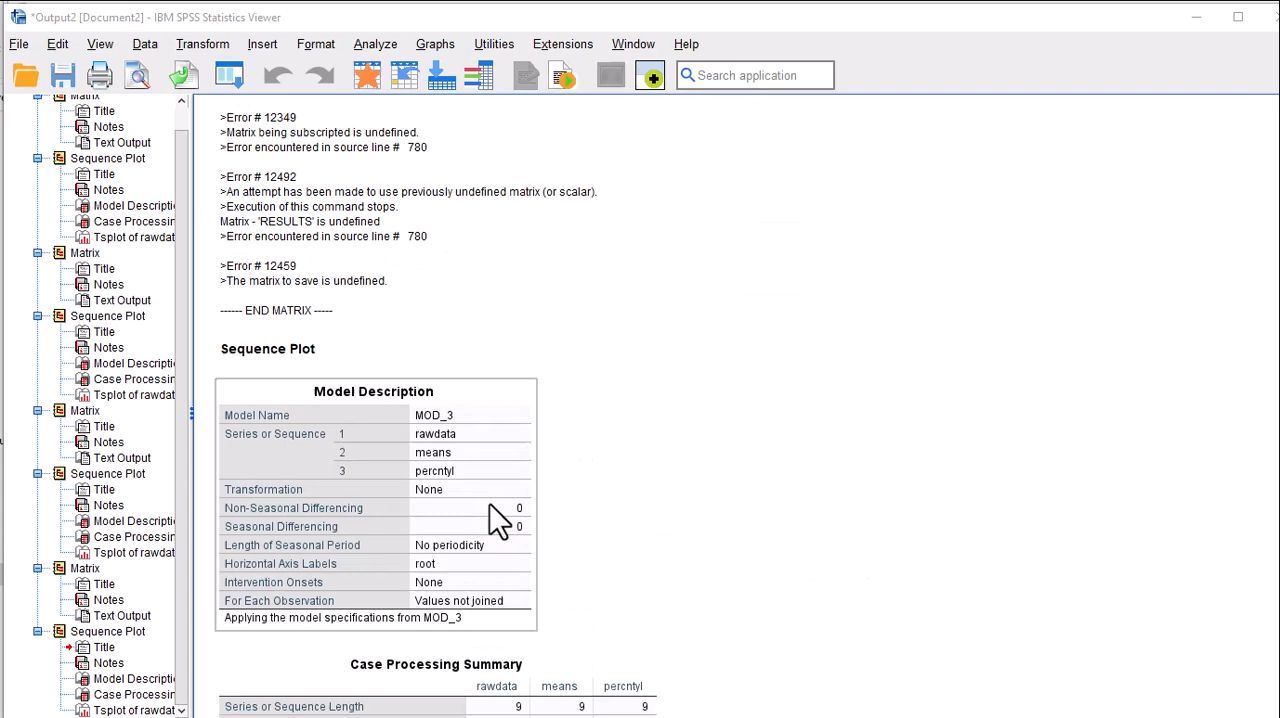 *Output2 [Document2] - IBM SPSS Statistics Viewer
File Edit View Data Transform Insert Format Analyze Graphs Utilities Extensions Window Help
Search application
Matrix
Title
Notes
Text Output
Sequence Plot
Title
Notes
Model Descripti
Case Processin
Tsplot of rawdat
Matrix
Title
Notes
Text Output
Sequence Plot
Title
Notes
Model Descripti
Case Processin
Tsplot of rawdat
Matrix
Title
Notes
Text Output
Sequence Plot
Title
Notes
Model Descripti
Case Processin
Tsplot of rawdat
Matrix
Title
Notes
Text Output
Sequence Plot
Title
Notes
Model Descripti
Case Processin
Tsplot of rawdat
>Error # 12349
>Matrix being subscripted is undefined.
>Error encountered in source line # 780
>Error # 12492
>An attempt has been made to use previously undefined matrix (or scalar).
>Execution of this command stops.
Matrix - 'RESULTS' is undefined
>Error encountered in source line # 780
>Error # 12459
>The matrix to save is undefined.
------ END MATRIX -----
Sequence Plot
Model Description
Model Name MOD_3
Series or Sequence 1 rawdata
2 means
3 percntyl
Transformation None
Non-Seasonal Differencing 0
Seasonal Differencing 0
Length of Seasonal Period No periodicity
Horizontal Axis Labels root
Intervention Onsets None
For Each Observation Values not joined
Applying the model specifications from MOD_3
Case Processing Summary
rawdata means percntyl
Series or Sequence Length 9 9 9